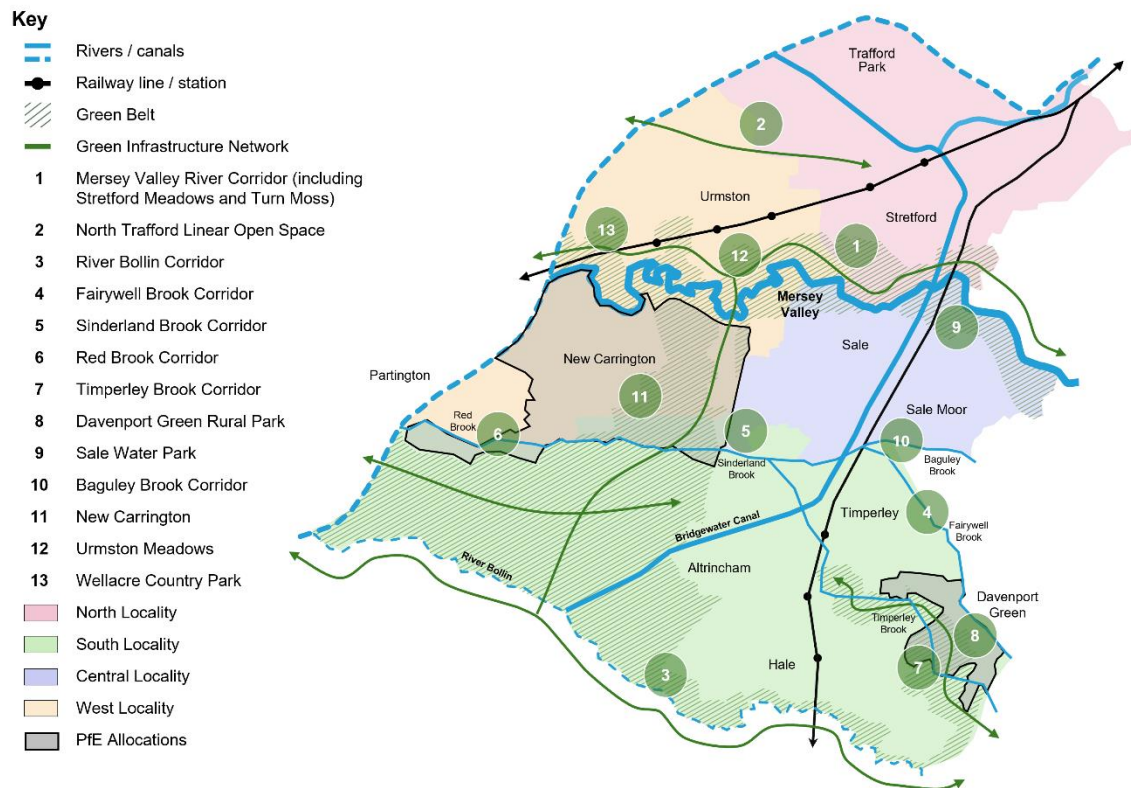 Key
Rivers / canals
Railway line / station
Green Belt
Green Infrastructure Network
1 Mersey Valley River Corridor (including
Stretford Meadows and Turn Moss)
2 North Trafford Linear Open Space
3 River Bollin Corridor
4 Fairywell Brook Corridor
5 Sinderland Brook Corridor
6 Red Brook Corridor
7 Timperley Brook Corridor
8 Davenport Green Rural Park
9 Sale Water Park
10 Baguley Brook Corridor
11 New Carrington
12 Urmston Meadows
13 Wellacre Country Park
North Locality
South Locality
Central Locality
West Locality
PfE Allocations
Trafford
Park
2
Urmston
Stretford
13
1
12
Mersey
Valley
9
New Carrington
Sale
Partington
11
Sale Moor
Red
Brook
6
5
10
Sinderland
Brook
Baguley
Brook
Timperley
4
Fairywell
Brook
Bridgewater Canal
River Bollin
Altrincham
Davenport
Green
Timperley
Brook
8
Hale
7
3